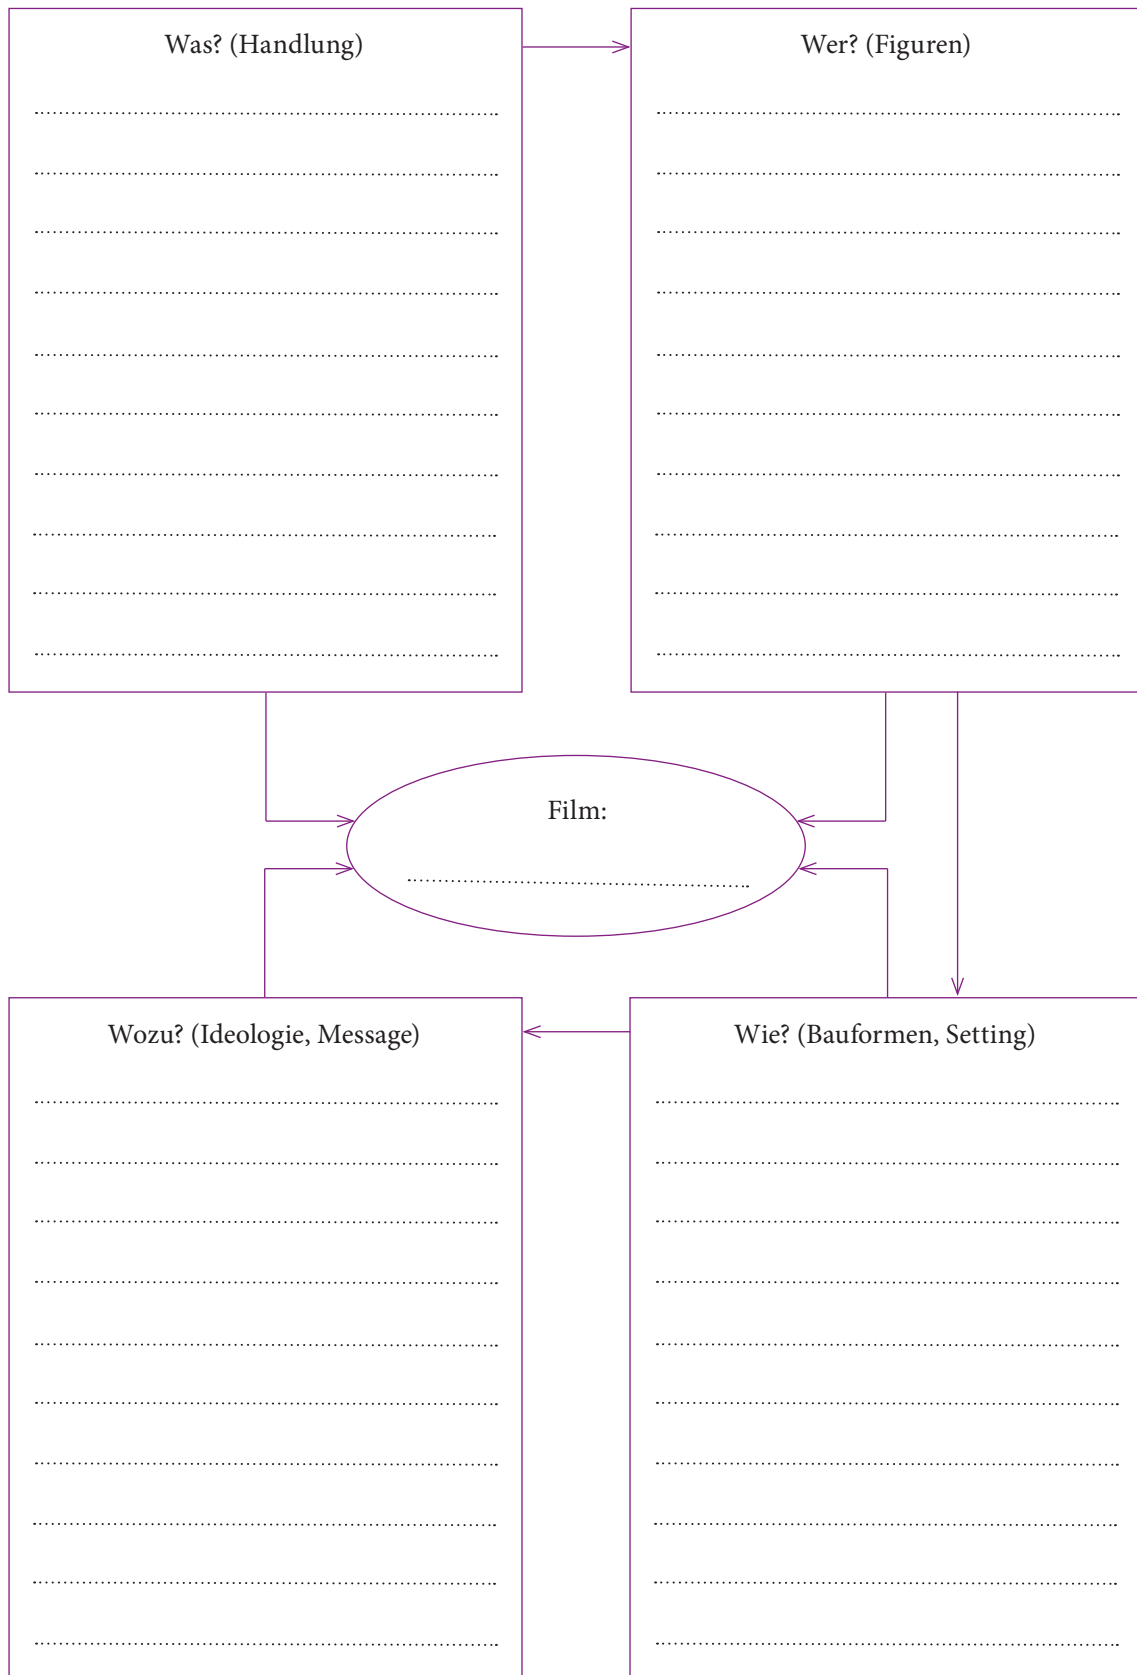 Was? (Handlung)
Wer? (Figuren)
Film:
Wozu? (Ideologie, Message)
Wie? (Bauformen, Setting)